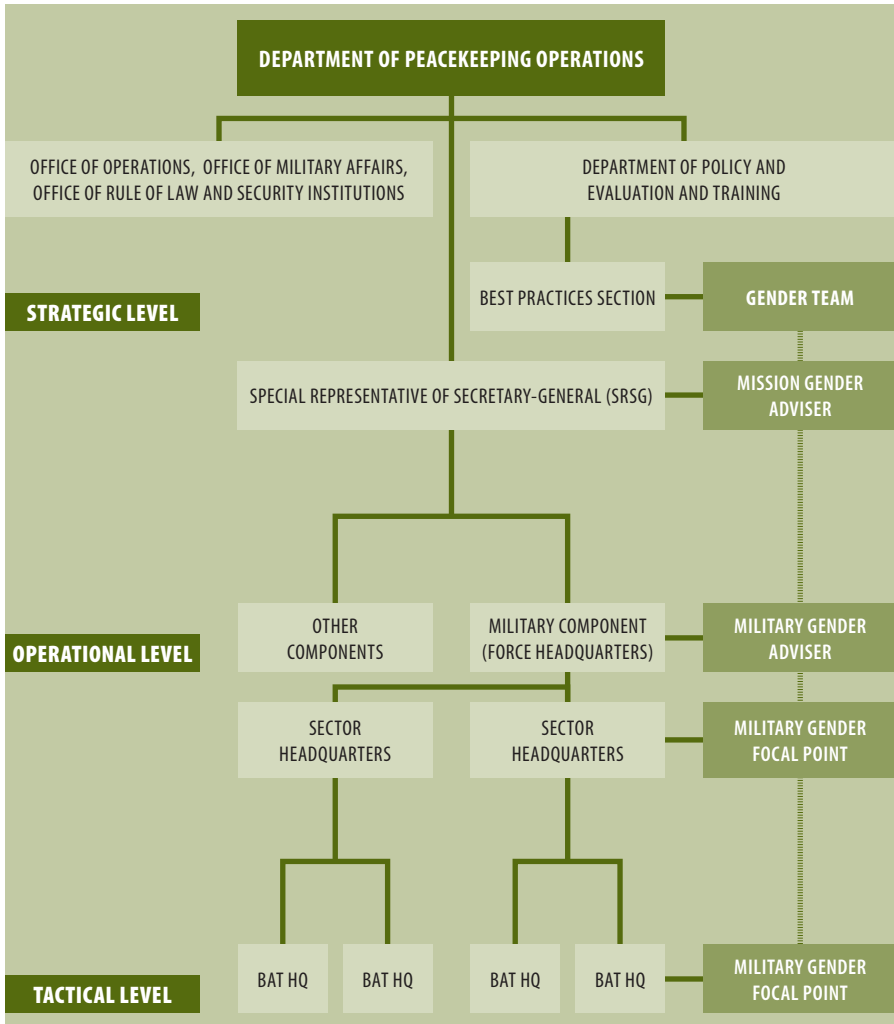 DEPARTMENT OF PEACEKEEPING OPERATIONS
OFFICE OF OPERATIONS, OFFICE OF MILITARY AFFAIRS,
OFFICE OF RULE OF LAW AND SECURITY INSTITUTIONS
DEPARTMENT OF POLICY AND
EVALUATION AND TRAINING
STRATEGIC LEVEL
BEST PRACTICES SECTION
GENDER TEAM
SPECIAL REPRESENTATIVE OF SECRETARY-GENERAL (SRSG)
MISSION GENDER
ADVISER
OPERATIONAL LEVEL
OTHER
COMPONENTS
MILITARY COMPONENT
(FORCE HEADQUARTERS)
MILITARY GENDER
ADVISER
SECTOR
HEADQUARTERS
SECTOR
HEADQUARTERS
MILITARY GENDER
FOCAL POINT
TACTICAL LEVEL
BAT HQ
BAT HQ
BAT HQ
BAT HQ
MILITARY GENDER
FOCAL POINT